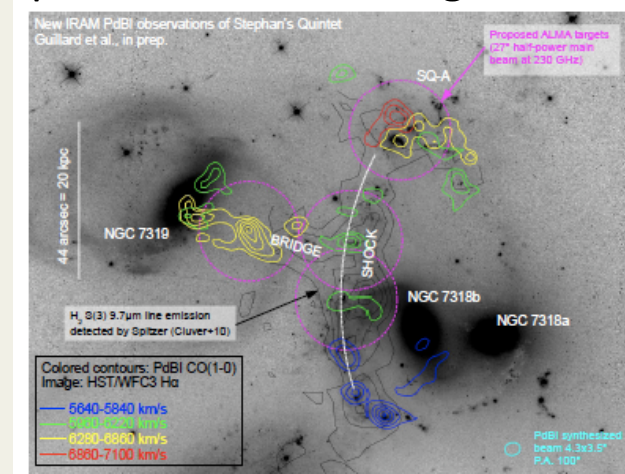 New IRAM PdBI observations of Stephan's Quintet
Guillard et al., in prep.
Proposed ALMA targets
(27" half-power main
beam at 230 GHz)
SQ-A
44 arcsec = 20 kpc
NGC 7319
BRIDGE
SHOCK
NGC 7318b
NGC 7318a
H2 S(3) 9.7µm line emission
detected by Spitzer (Cluver+10)
Colored contours: PdBI CO(1-0)
Image: HST/WFC3 Hα
5640-5840 km/s
km/s
6280-6860 km/s
6860-7100 km/s
PdBI synthesized
beam 4.3x3.5"
P.A. 100°